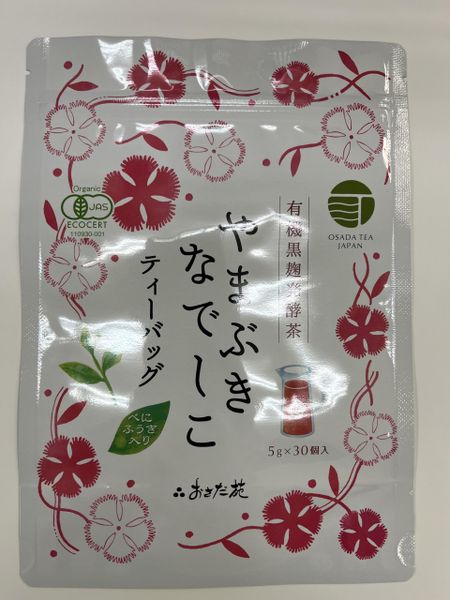 Organic
JAS
ECOCERT
110930-001
OSADA TEA
JAPAN
有機黒麹発酵茶
やまぶき
なでしこ
ティーバッグ
べに
ふうき
入り
5g×30個入
おさだ苑